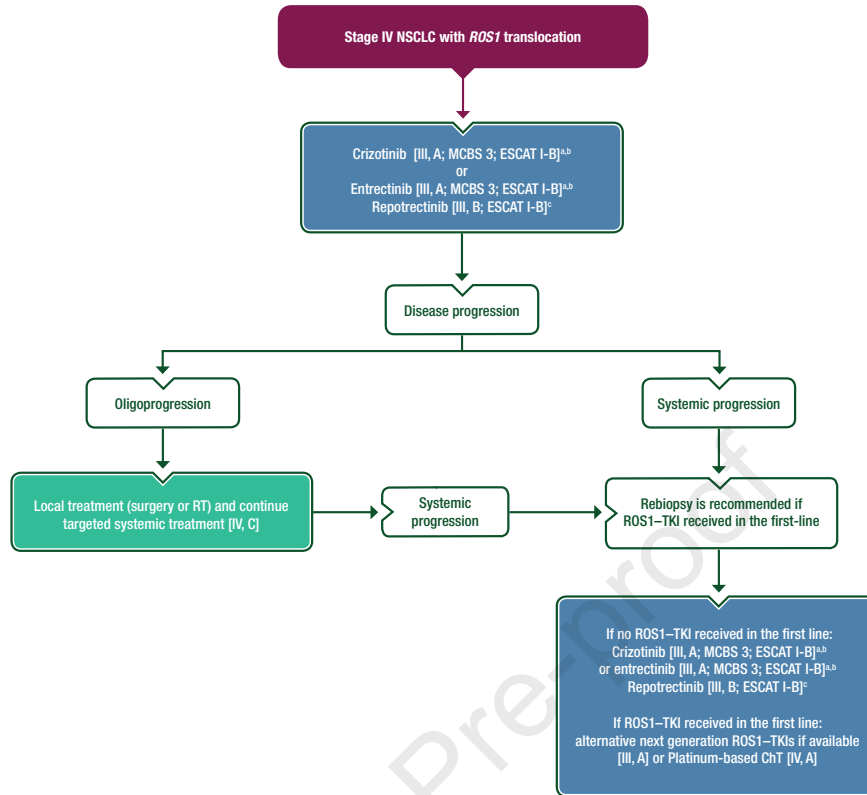 Stage IV NSCLC with ROS1 translocation
Crizotinib [III, A; MCBS 3; ESCAT I-B]a,b
or
Entrectinib [III, A; MCBS 3; ESCAT I-B]a,b
Repotrectinib [III, B; ESCAT I-B]c
Disease progression
Oligoprogression
Systemic progression
Local treatment (surgery or RT) and continue
targeted systemic treatment [IV, C]
Systemic
progression
Rebiopsy is recommended if
ROS1–TKI received in the first-line
If no ROS1–TKI received in the first line:
Crizotinib [III, A; MCBS 3; ESCAT I-B]a,b
or entrectinib [III, A; MCBS 3; ESCAT I-B]a,b
Repotrectinib [III, B; ESCAT I-B]c
If ROS1–TKI received in the first line:
alternative next generation ROS1–TKIs if available
[III, A] or Platinum-based ChT [IV, A]
Pre-proof